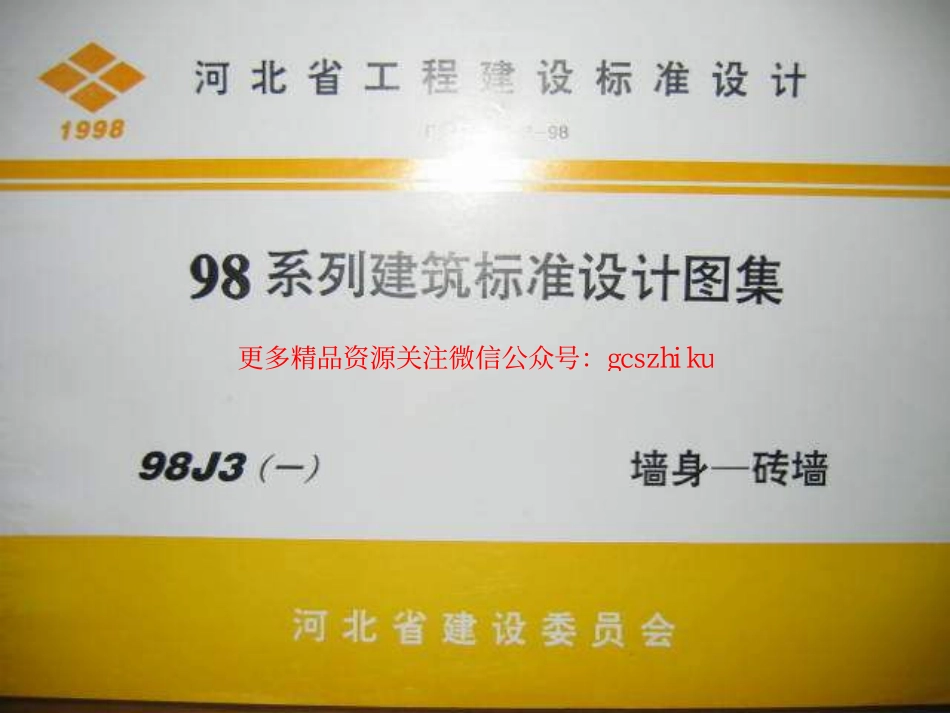 河北省工程建设标准设计
1998
-98
98系列建筑标准设计图集
更多精品资源关注微信公众号：gcszhiku
98J3（一） 墙身—砖墙
河北省建设委员会